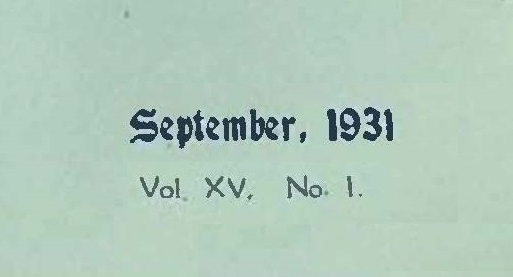 September, 1931
Vol. XV, No. 1.